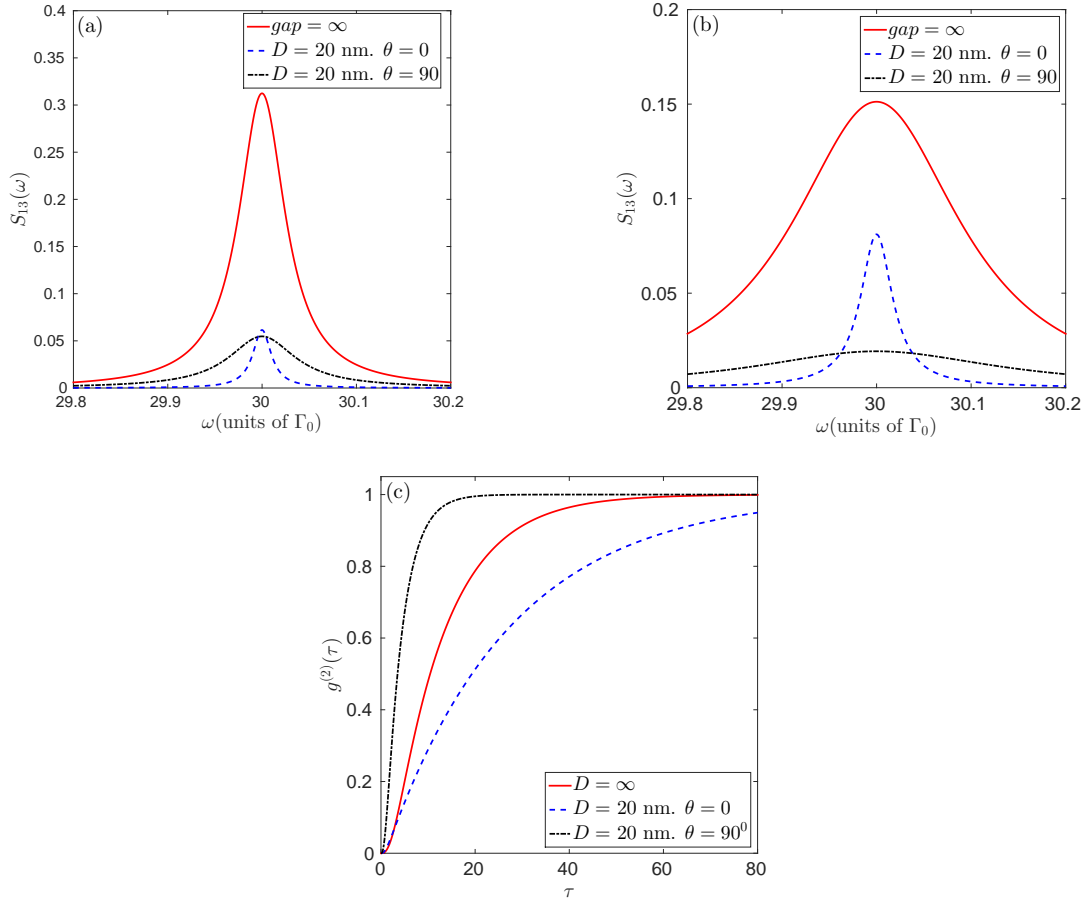 (a)
gap = ∞
D = 20 nm. θ = 0
D = 20 nm. θ = 90
0.4
0.35
0.3
0.25
0.2
0.15
0.1
0.05
0
S₁₃(ω)
29.8 29.9 30 30.1 30.2
ω(units of Γ₀)
(b)
gap = ∞
D = 20 nm. θ = 0
D = 20 nm. θ = 90
0.2
0.15
0.1
0.05
0
S₁₃(ω)
29.8 29.9 30 30.1 30.2
ω(units of Γ₀)
(c)
1
0.8
0.6
0.4
0.2
0
g⁽²⁾(τ)
D = ∞
D = 20 nm. θ = 0
D = 20 nm. θ = 90⁰
0 20 40 60 80
τ